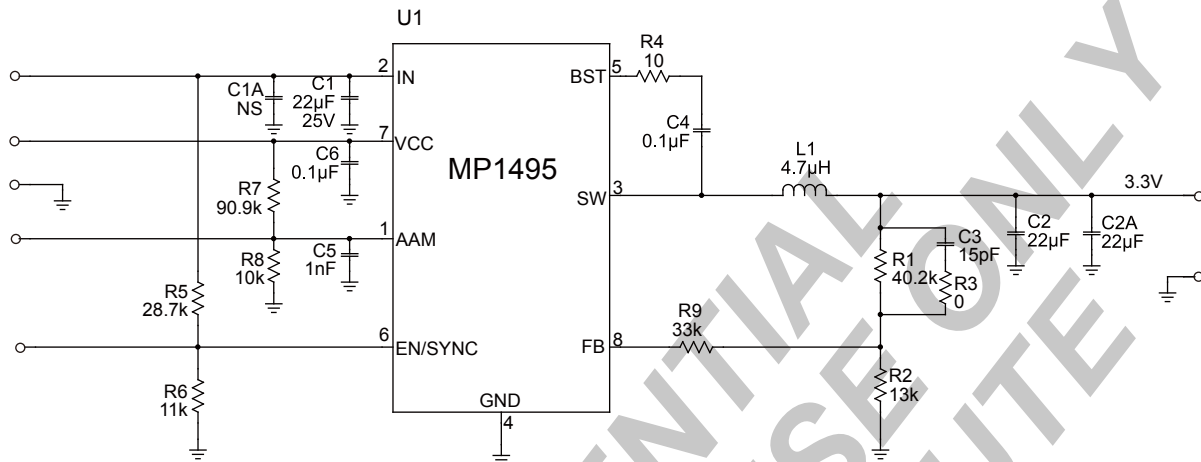 U1
MP1495
2
IN
C1A
NS
C1
22µF
25V
7
VCC
C6
0.1µF
R7
90.9k
1
AAM
R8
10k
C5
1nF
R5
28.7k
6
EN/SYNC
R6
11k
GND
4
BST
5
R4
10
C4
0.1µF
SW
3
L1
4.7µH
3.3V
C2
22µF
C2A
22µF
C3
15pF
R1
40.2k
R3
0
R9
33k
FB
8
R2
13k
ONLY